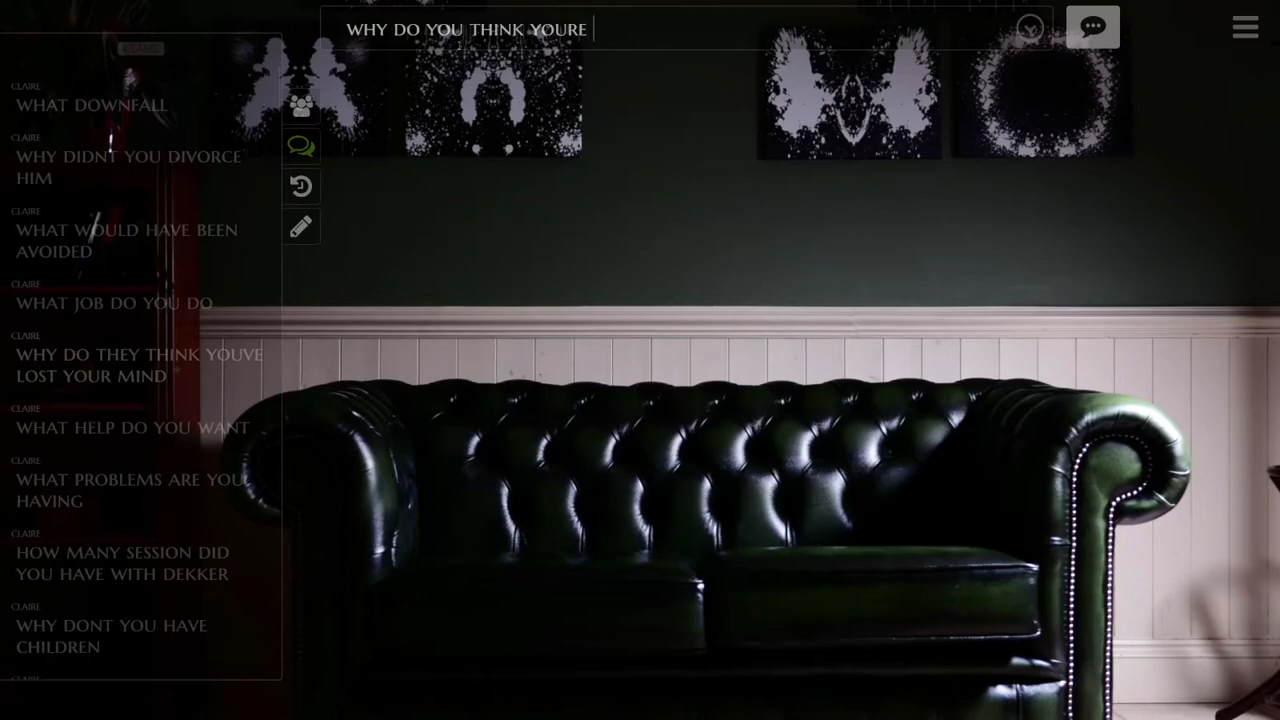 WHY DO YOU THINK YOURE
CLAIRE
CLAIRE
WHAT DOWNFALL
CLAIRE
WHY DIDNT YOU DIVORCE
HIM
CLAIRE
WHAT WOULD HAVE BEEN
AVOIDED
CLAIRE
WHAT JOB DO YOU DO
CLAIRE
WHY DO THEY THINK YOUVE
LOST YOUR MIND
CLAIRE
WHAT HELP DO YOU WANT
CLAIRE
WHAT PROBLEMS ARE YOU
HAVING
CLAIRE
HOW MANY SESSION DID
YOU HAVE WITH DEKKER
CLAIRE
WHY DONT YOU HAVE
CHILDREN